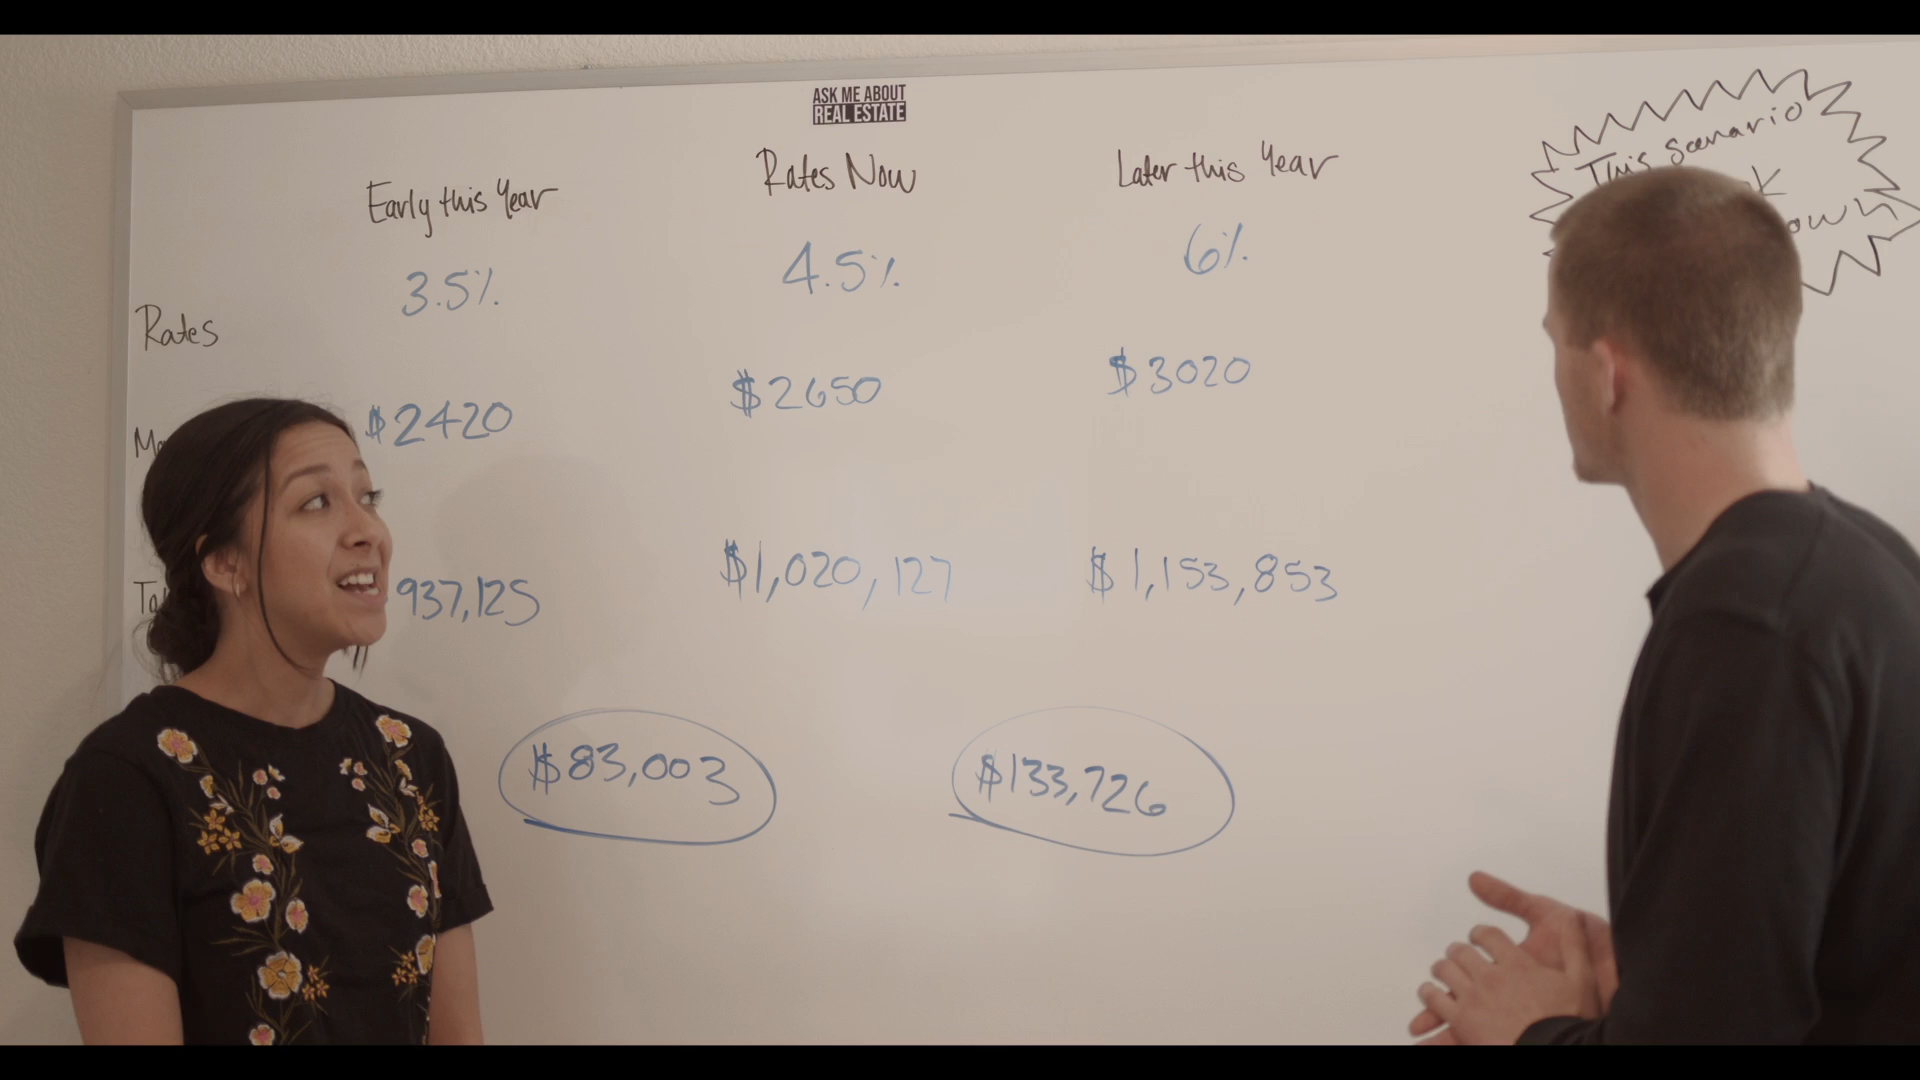 ASK ME ABOUT
REAL ESTATE
Early this Year
Rates Now
Later this Year
This scenario
Rates
3.5%
4.5%
6%
$2420
$2650
$3020
937,125
$1,020,127
$1,153,853
$83,003
$133,726